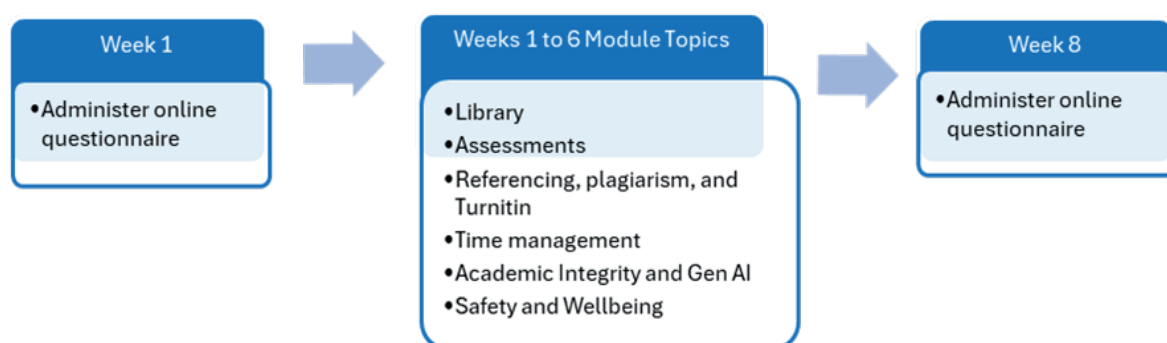 Week 1
•Administer online
questionnaire
Weeks 1 to 6 Module Topics
•Library
•Assessments
•Referencing, plagiarism, and
Turnitin
•Time management
•Academic Integrity and Gen AI
•Safety and Wellbeing
Week 8
•Administer online
questionnaire